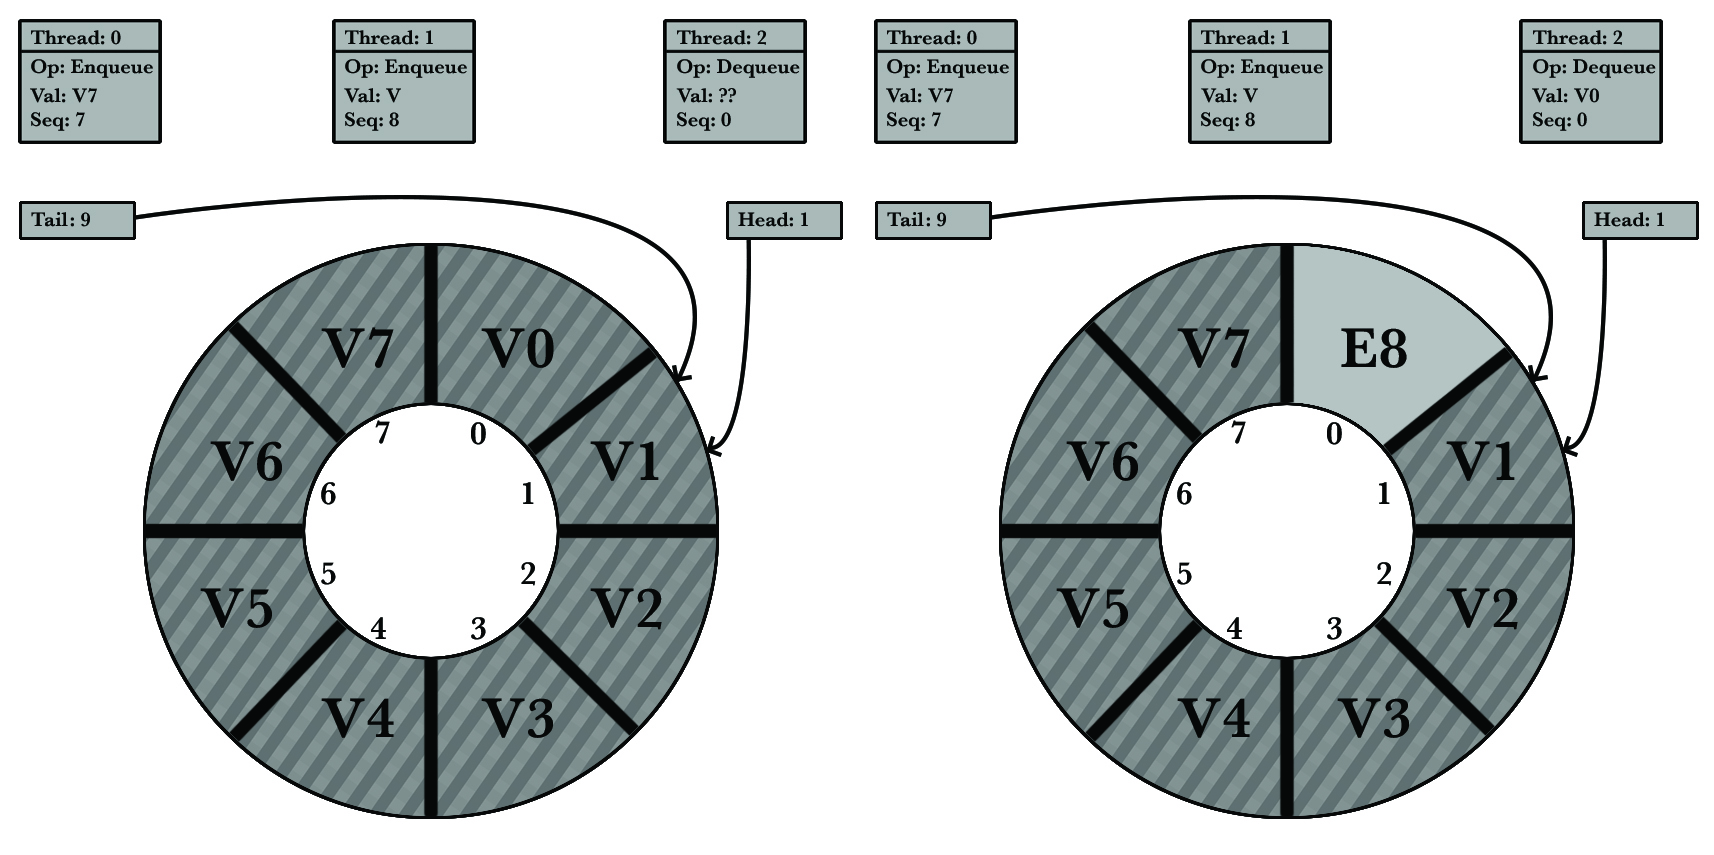 Thread: 0
Op: Enqueue
Val: V7
Seq: 7
Thread: 1
Op: Enqueue
Val: V
Seq: 8
Thread: 2
Op: Dequeue
Val: ??
Seq: 0
Tail: 9
Head: 1
V7
V0
V6
V1
V5
V2
V4
V3
7
0
6
1
5
2
4
3
Thread: 0
Op: Enqueue
Val: V7
Seq: 7
Thread: 1
Op: Enqueue
Val: V
Seq: 8
Thread: 2
Op: Dequeue
Val: V0
Seq: 0
Tail: 9
Head: 1
V7
E8
V6
V1
V5
V2
V4
V3
7
0
6
1
5
2
4
3